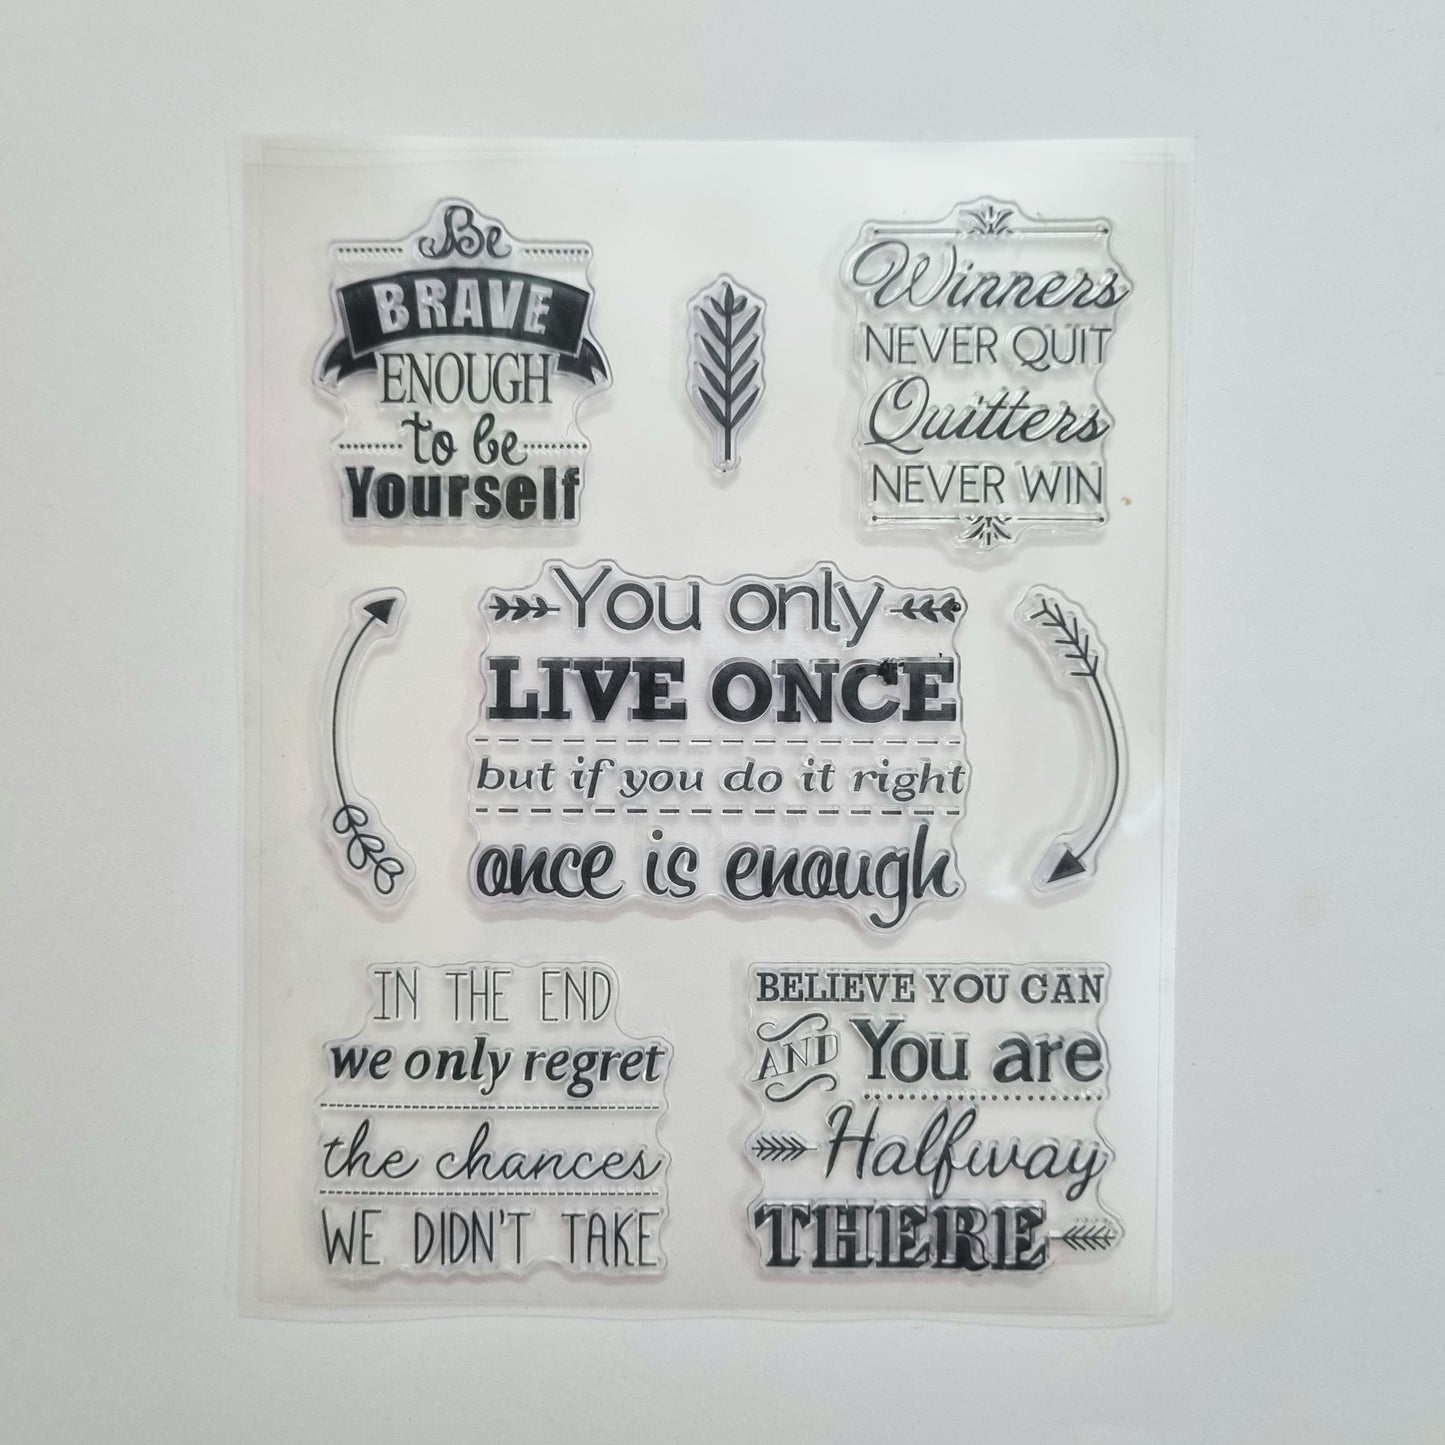 Be
BRAVE
ENOUGH
to be
Yourself
Winners
NEVER QUIT
Quitters
NEVER WIN
You only
LIVE ONCE
but if you do it right
once is enough
IN THE END
we only regret
the chances
WE DIDN'T TAKE
BELIEVE YOU CAN
AND You are
Halfway
THERE